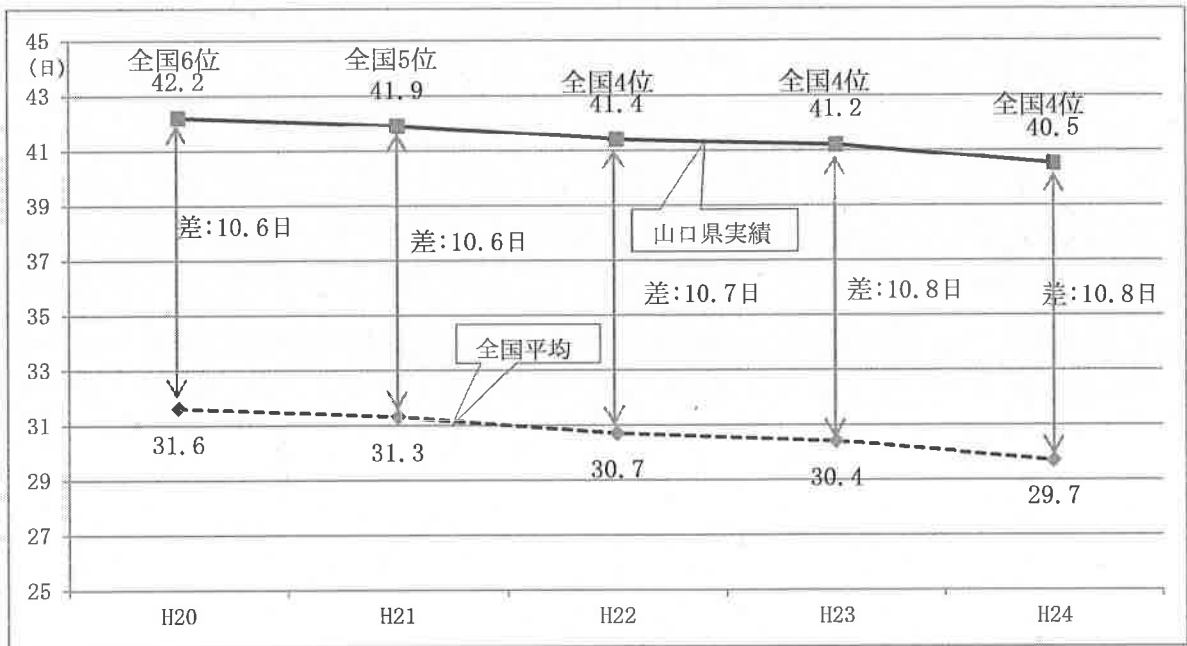 45
(日)
43
41
39
37
35
33
31
29
27
25
全国6位
42.2
全国5位
41.9
全国4位
41.4
全国4位
41.2
全国4位
40.5
差:10.6日
差:10.6日
差:10.7日
差:10.8日
差:10.8日
山口県実績
全国平均
31.6
31.3
30.7
30.4
29.7
H20
H21
H22
H23
H24